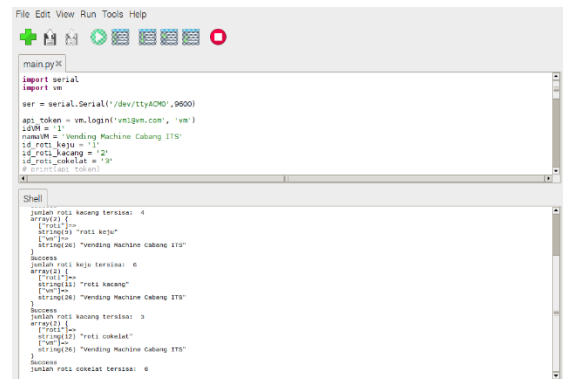 File Edit View Run Tools Help
main.py
import serial
import vm
ser = serial.Serial('/dev/ttyACM0',9600)
api_token = vm.login('vm1@vm.com', 'vm')
idVM = '1'
namaVM = 'Vending Machine Cabang ITS'
id_roti_keju = '1'
id_roti_kacang = '2'
id_roti_cokelat = '3'
# print(api_token)
Shell
jumlah roti kacang tersisa: 4
array(2) {
["roti"]=>
string(9) "roti keju"
["vm"]=>
string(26) "Vending Machine Cabang ITS"
}
Success
jumlah roti keju tersisa: 6
array(2) {
["roti"]=>
string(11) "roti kacang"
["vm"]=>
string(26) "Vending Machine Cabang ITS"
}
Success
jumlah roti kacang tersisa: 3
array(2) {
["roti"]=>
string(12) "roti cokelat"
["vm"]=>
string(26) "Vending Machine Cabang ITS"
}
Success
jumlah roti cokelat tersisa: 6